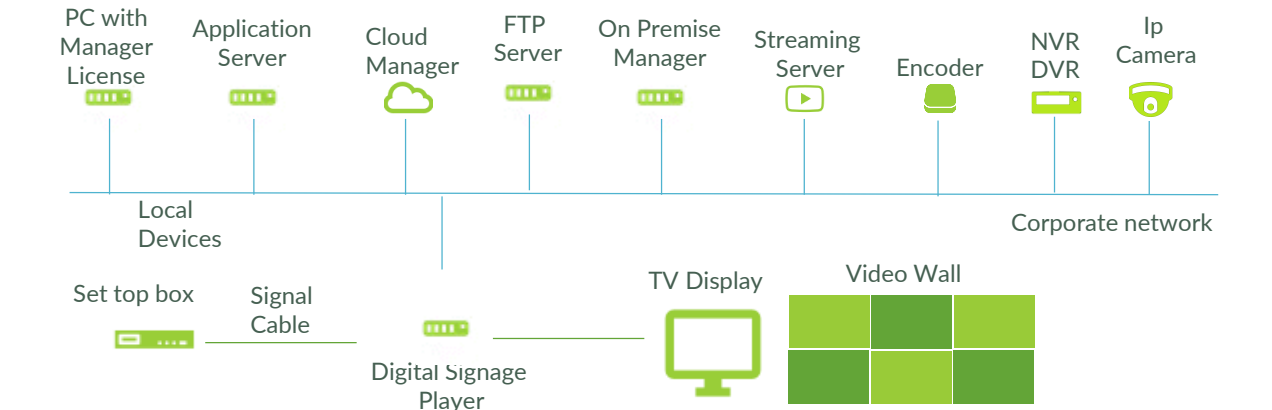 PC with
Manager
License
Application
Server
Cloud
Manager
FTP
Server
On Premise
Manager
Streaming
Server
Encoder
NVR
DVR
Ip
Camera
Local
Devices
Corporate network
Set top box
Signal
Cable
Digital Signage
Player
TV Display
Video Wall